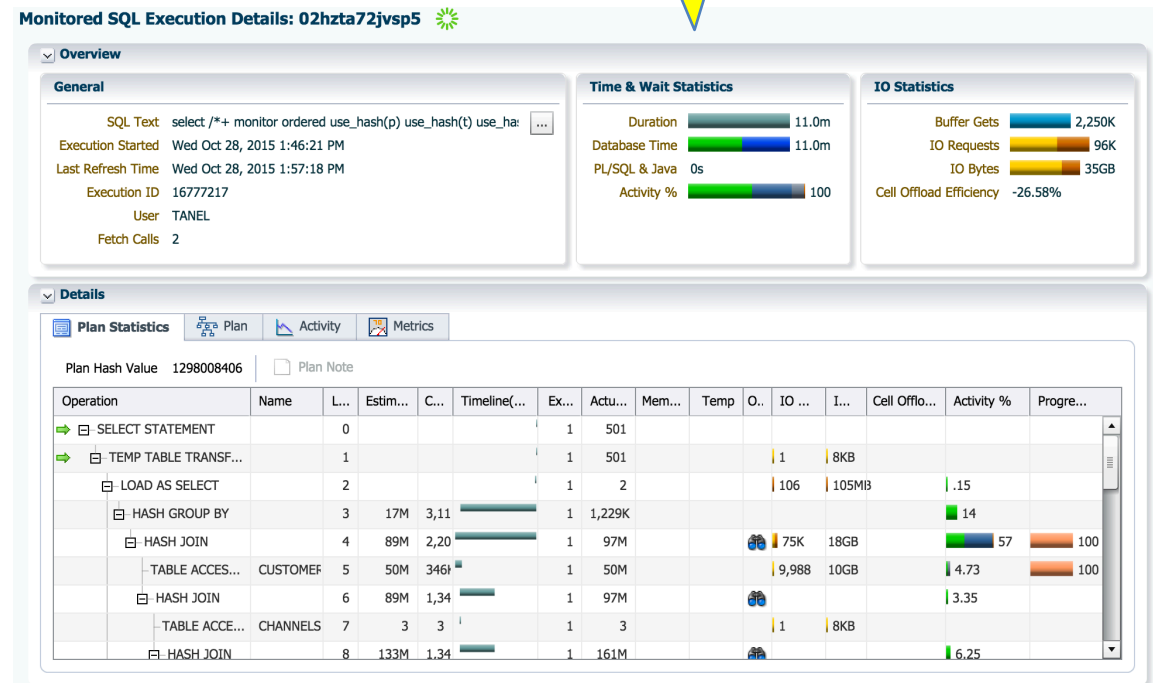 Monitored SQL Execution Details: 02hzta72jvsp5
Overview
General
SQL Text select /*+ monitor ordered use_hash(p) use_hash(t) use_ha: ...
Execution Started Wed Oct 28, 2015 1:46:21 PM
Last Refresh Time Wed Oct 28, 2015 1:57:18 PM
Execution ID 16777217
User TANEL
Fetch Calls 2
Time & Wait Statistics
Duration 11.0m
Database Time 11.0m
PL/SQL & Java 0s
Activity % 100
IO Statistics
Buffer Gets 2,250K
IO Requests 96K
IO Bytes 35GB
Cell Offload Efficiency -26.58%
Details
Plan Statistics Plan Activity Metrics
Plan Hash Value 1298008406 Plan Note
Operation Name L... Estim... C... Timeline(... Ex... Actu... Mem... Temp O.. IO ... I... Cell Offlo... Activity % Progre...
SELECT STATEMENT 0 1 501
TEMP TABLE TRANSF... 1 1 501 1 8KB
LOAD AS SELECT 2 1 2 106 105MB .15
HASH GROUP BY 3 17M 3,11 1 1,229K 14
HASH JOIN 4 89M 2,20 1 97M 75K 18GB 57 100
TABLE ACCES... CUSTOMER 5 50M 346K 1 50M 9,988 10GB 4.73 100
HASH JOIN 6 89M 1,34 1 97M 3.35
TABLE ACCE... CHANNELS 7 3 3 1 3 1 8KB
HASH JOIN 8 133M 1,34 1 161M 6.25